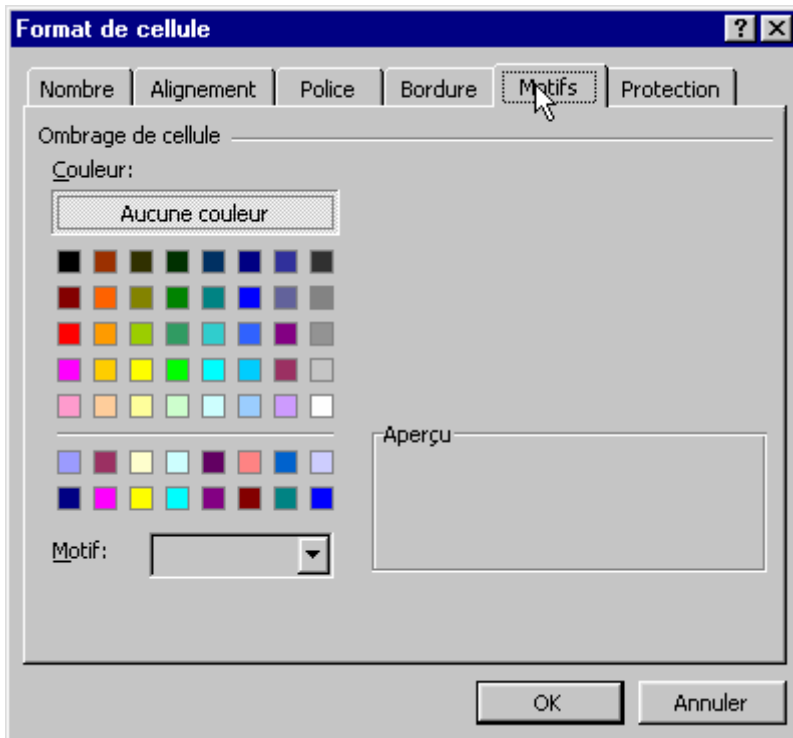 Format de cellule
Nombre Alignement Police Bordure Motifs Protection
Ombrage de cellule
Couleur:
Aucune couleur
Aperçu
Motif:
OK Annuler